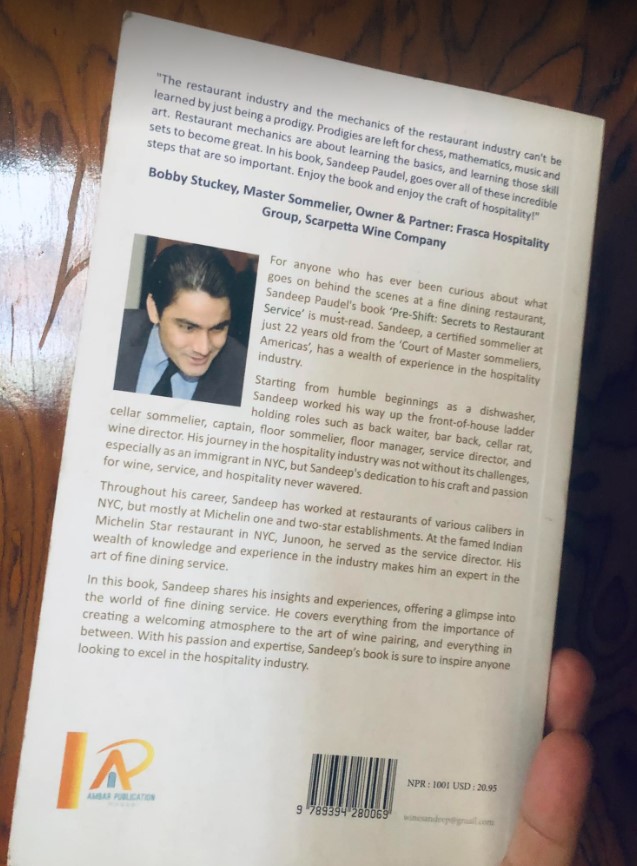 "The restaurant industry and the mechanics of the restaurant industry can't be
learned by just being a prodigy. Prodigies are left for chess, mathematics, music and
art. Restaurant mechanics are about learning the basics, and learning those skill
sets to become great. In his book, Sandeep Paudel, goes over all of these incredible
steps that are so important. Enjoy the book and enjoy the craft of hospitality!"
Bobby Stuckey, Master Sommelier, Owner & Partner: Frasca Hospitality
Group, Scarpetta Wine Company
For anyone who has ever been curious about what
goes on behind the scenes at a fine dining restaurant,
Sandeep Paudel's book 'Pre-Shift: Secrets to Restaurant
Service' is must-read. Sandeep, a certified sommelier at
just 22 years old from the 'Court of Master sommeliers,
Americas', has a wealth of experience in the hospitality
industry.
Starting from humble beginnings as a dishwasher,
Sandeep worked his way up the front-of-house ladder
holding roles such as back waiter, bar back, cellar rat,
cellar sommelier, captain, floor sommelier, floor manager, service director, and
wine director. His journey in the hospitality industry was not without its challenges,
especially as an immigrant in NYC, but Sandeep's dedication to his craft and passion
for wine, service, and hospitality never wavered.
Throughout his career, Sandeep has worked at restaurants of various calibers in
NYC, but mostly at Michelin one and two-star establishments. At the famed Indian
Michelin Star restaurant in NYC, Junoon, he served as the service director. His
wealth of knowledge and experience in the industry makes him an expert in the
art of fine dining service.
In this book, Sandeep shares his insights and experiences, offering a glimpse into
the world of fine dining service. He covers everything from the importance of
creating a welcoming atmosphere to the art of wine pairing, and everything in
between. With his passion and expertise, Sandeep's book is sure to inspire anyone
looking to excel in the hospitality industry.
AMBAR PUBLICATION
9 789394 280069
NPR : 1001 USD : 20.95